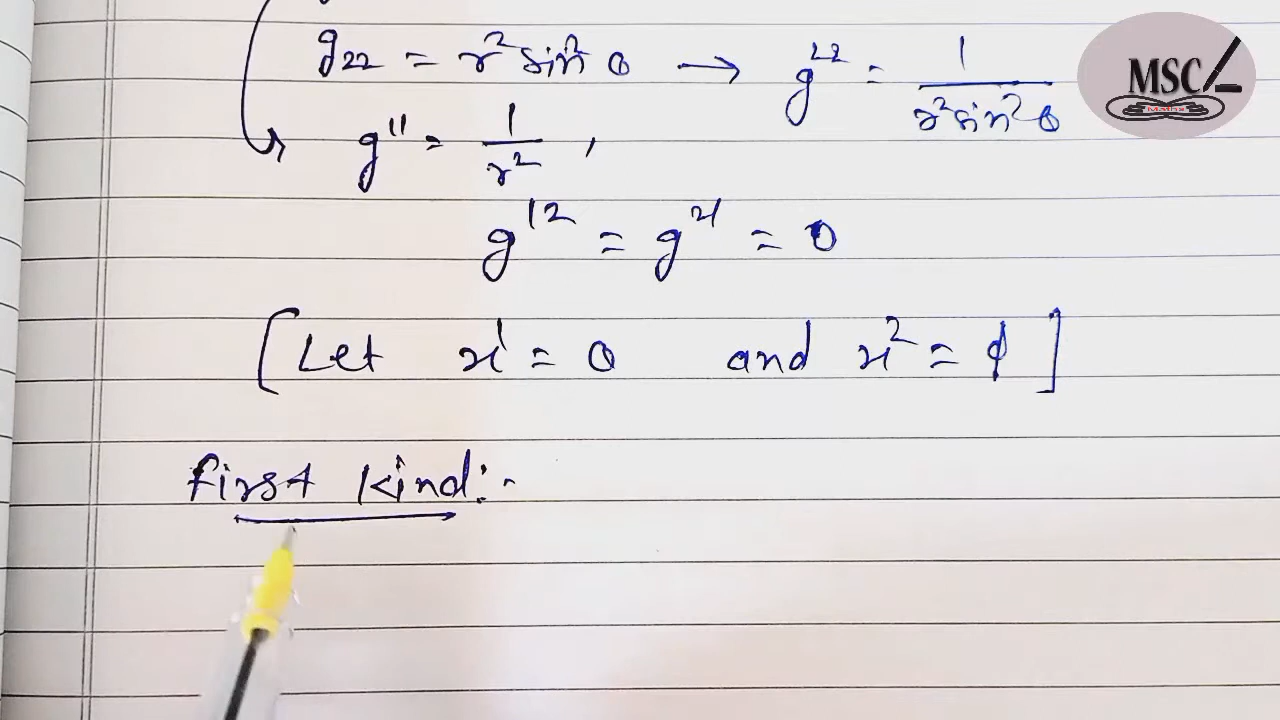 g₂₂ = r² sin² θ → g²² = 1 / r² sin² θ
MSC
Maths
g¹¹ = 1 / r² ,
g¹² = g²¹ = 0
[Let x¹ = θ and x² = ϕ]
first kind:-